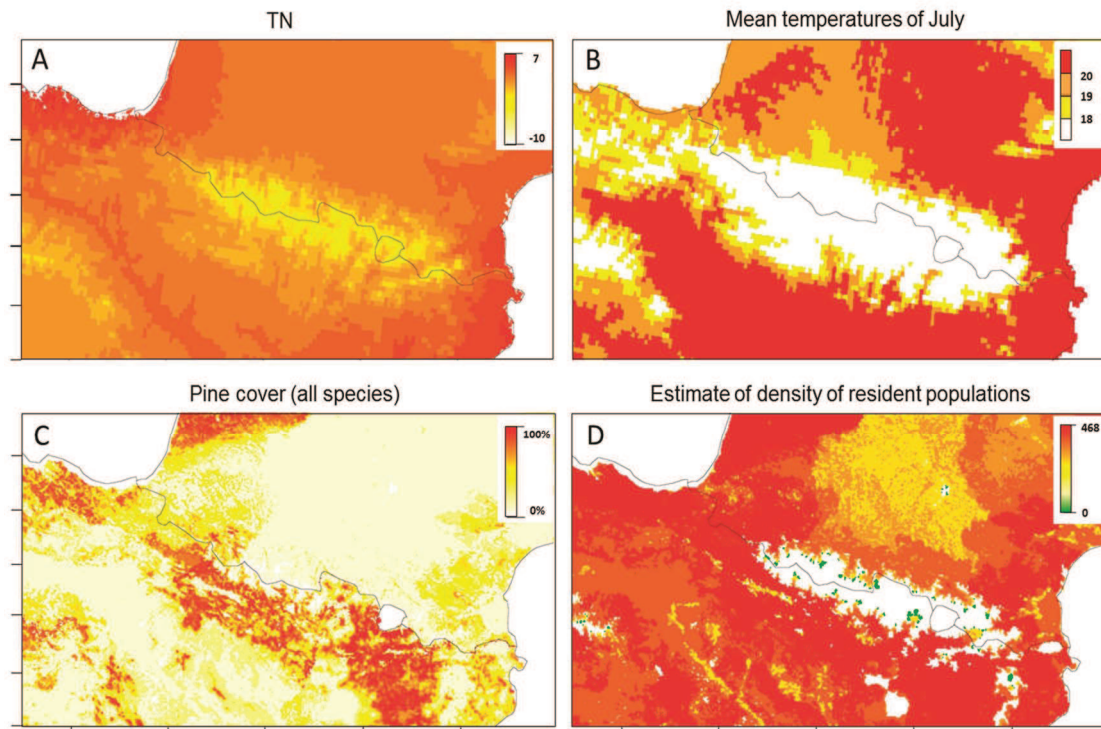 TN
Mean temperatures of July
A
7
-10
B
20
19
18
Pine cover (all species)
Estimate of density of resident populations
C
100%
0%
D
468
0